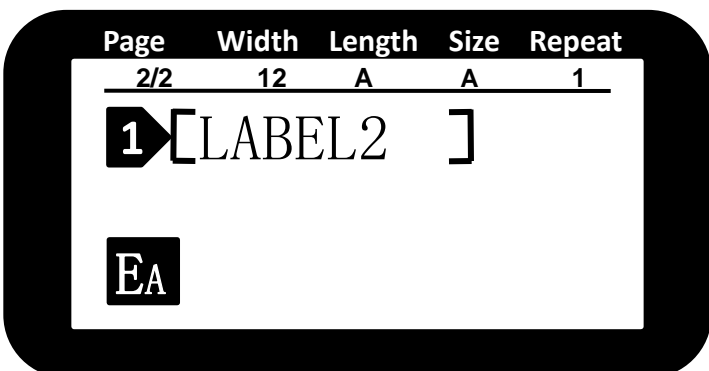 Page Width Length Size Repeat
2/2 12 A A 1
1 [LABEL2 ]
EA